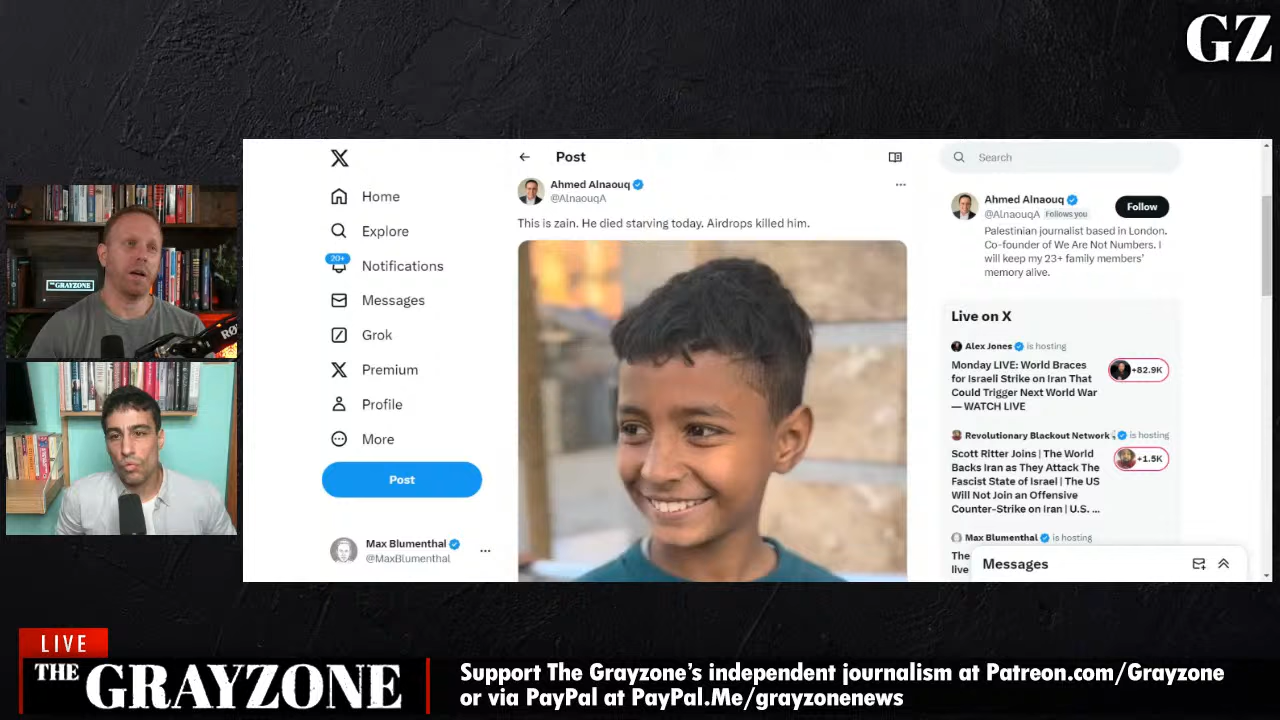 GZ
X
Home
Explore
20+
Notifications
Messages
Grok
Premium
Profile
More
Post
Max Blumenthal
@MaxBlumenthal
Post
Ahmed Alnaouq
@AlnaouqA
This is zain. He died starving today. Airdrops killed him.
Search
Ahmed Alnaouq
@AlnaouqA Follows you
Follow
Palestinian journalist based in London.
Co-founder of We Are Not Numbers. I
will keep my 23+ family members'
memory alive.
Live on X
Alex Jones is hosting
Monday LIVE: World Braces
for Israeli Strike on Iran That
Could Trigger Next World War
— WATCH LIVE
+82.9K
Revolutionary Blackout Network is hosting
Scott Ritter Joins | The World
Backs Iran as They Attack The
Fascist State of Israel | The US
Will Not Join an Offensive
Counter-Strike on Iran | U.S. ...
+1.5K
Max Blumenthal is hosting
The
live
Messages
THE GRAYZONE
RØ
LIVE
THE GRAYZONE
Support The Grayzone's independent journalism at Patreon.com/Grayzone
or via PayPal at PayPal.Me/grayzonenews